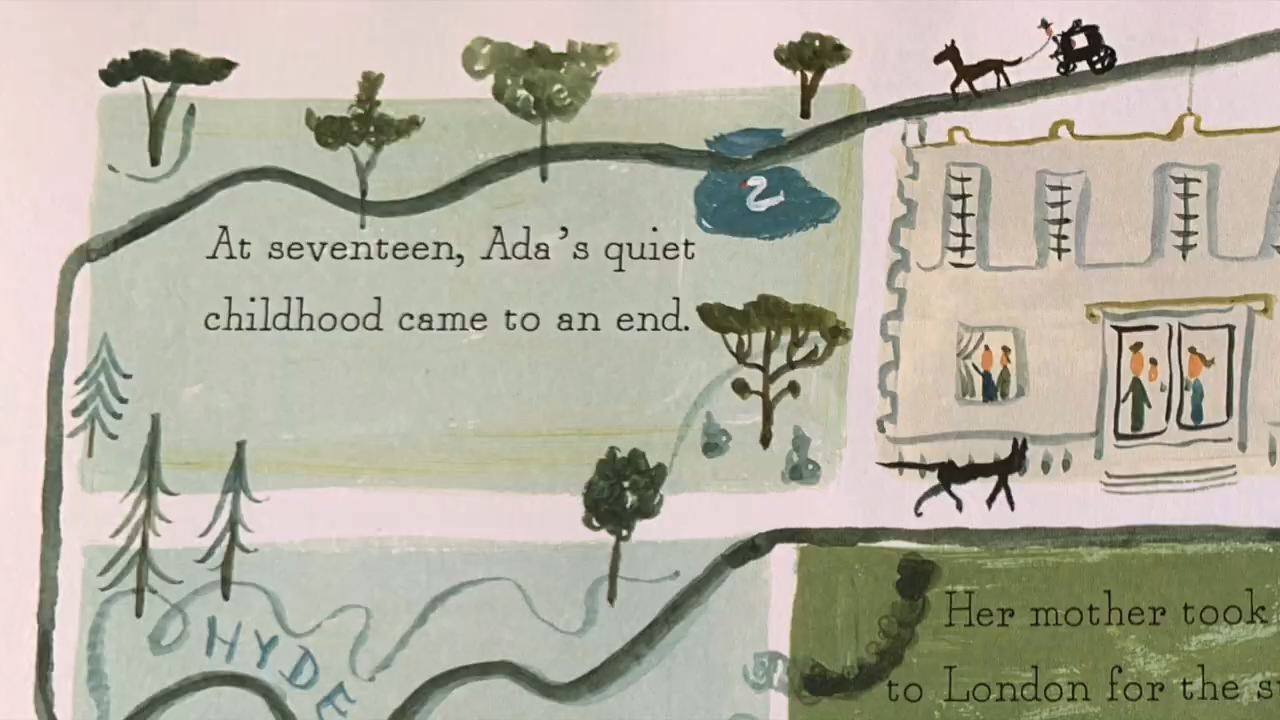 At seventeen, Ada's quiet
childhood came to an end.
HYDE
Her mother took
to London for the